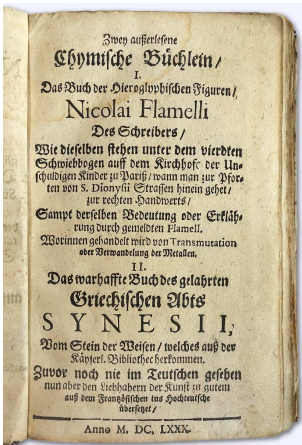 Zwey außerlesene
Chymische Büchlein/
I.
Das Buch der Hieroglyphischen Figuren/
Nicolai Flamelli
Des Schreibers/
Wie dieselben stehen unter dem vierdten
Schwiebbogen auff dem Kirchhofe der Un-
schuldigen Kinder zu Pariß/ wann man zur Pfor-
ten von S. Dionysii Strassen hinein gehet/
zur rechten Handwerts/
Sampt derselben Bedeutung oder Erkläh-
rung durch gemeldten Flamell.
Worinnen gehandelt wird von Transmutation
oder Verwandelung der Metallen.
II.
Das warhaffte Buch des gelahrten
Griechischen Abts
SYNESII,
Vom Stein der Weisen/ welches auß der
Käyserl. Bibliothec herkommen.
Zuvor noch nie im Teutschen gesehen
nun aber den Liebhabern der Kunst zu gutem
auß dem Französischen ins Hochteutsche
übersetzet/
Anno M. DC. LXXX.